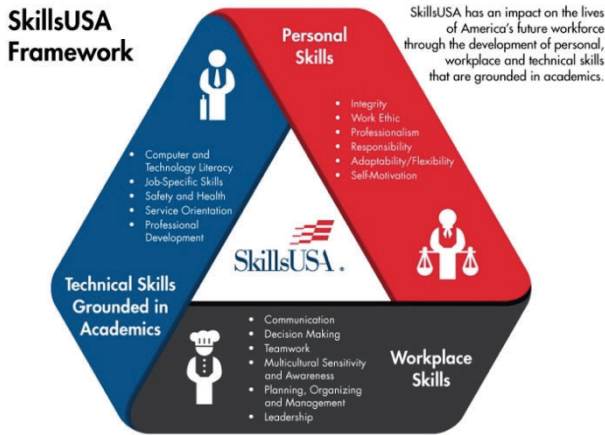 SkillsUSA
Framework
SkillsUSA has an impact on the lives
of America's future workforce
through the development of personal,
workplace and technical skills
that are grounded in academics.
Personal
Skills
• Integrity
• Work Ethic
• Professionalism
• Responsibility
• Adaptability/Flexibility
• Self-Motivation
• Computer and
Technology Literacy
• Job-Specific Skills
• Safety and Health
• Service Orientation
• Professional
Development
SkillsUSA.
Technical Skills
Grounded in
Academics
• Communication
• Decision Making
• Teamwork
• Multicultural Sensitivity
and Awareness
• Planning, Organizing
and Management
• Leadership
Workplace
Skills